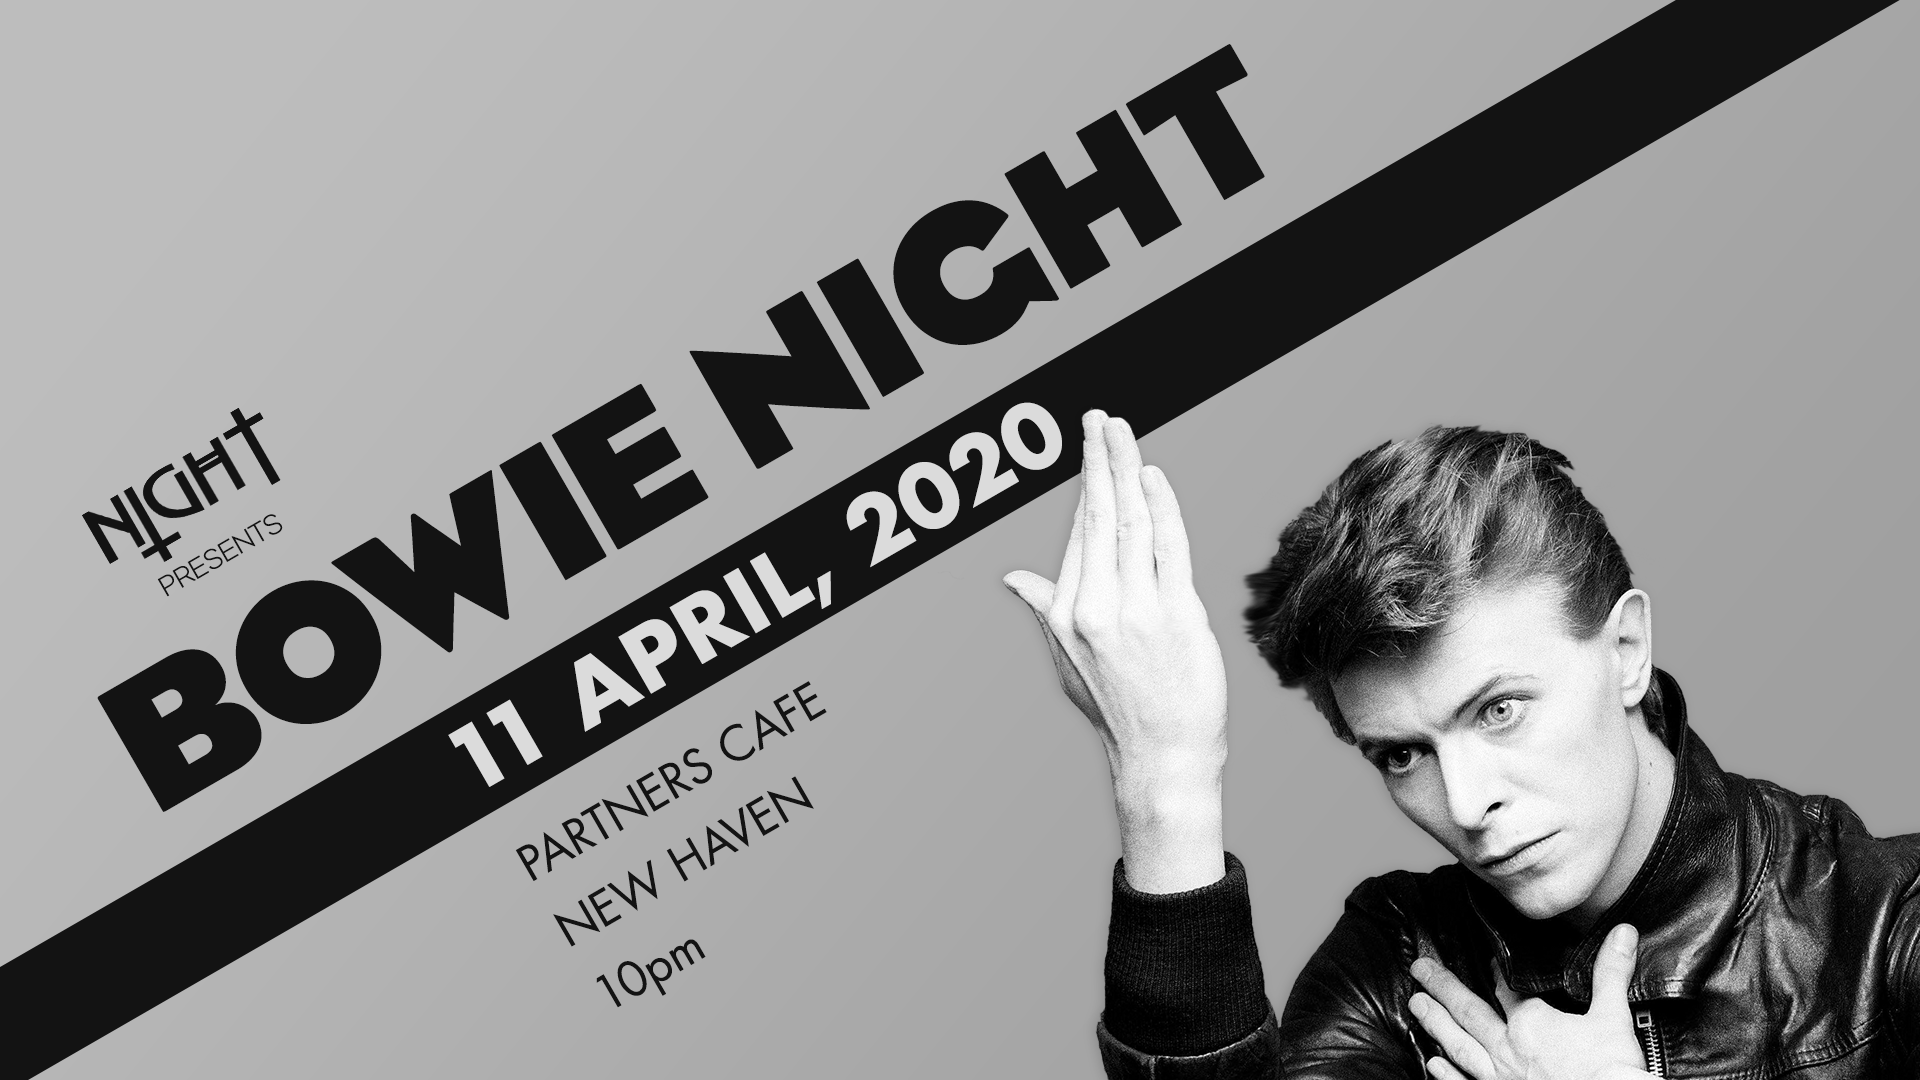 NIGHT
PRESENTS
BOWIE NIGHT
11 APRIL, 2020
PARTNERS CAFE
NEW HAVEN
10pm